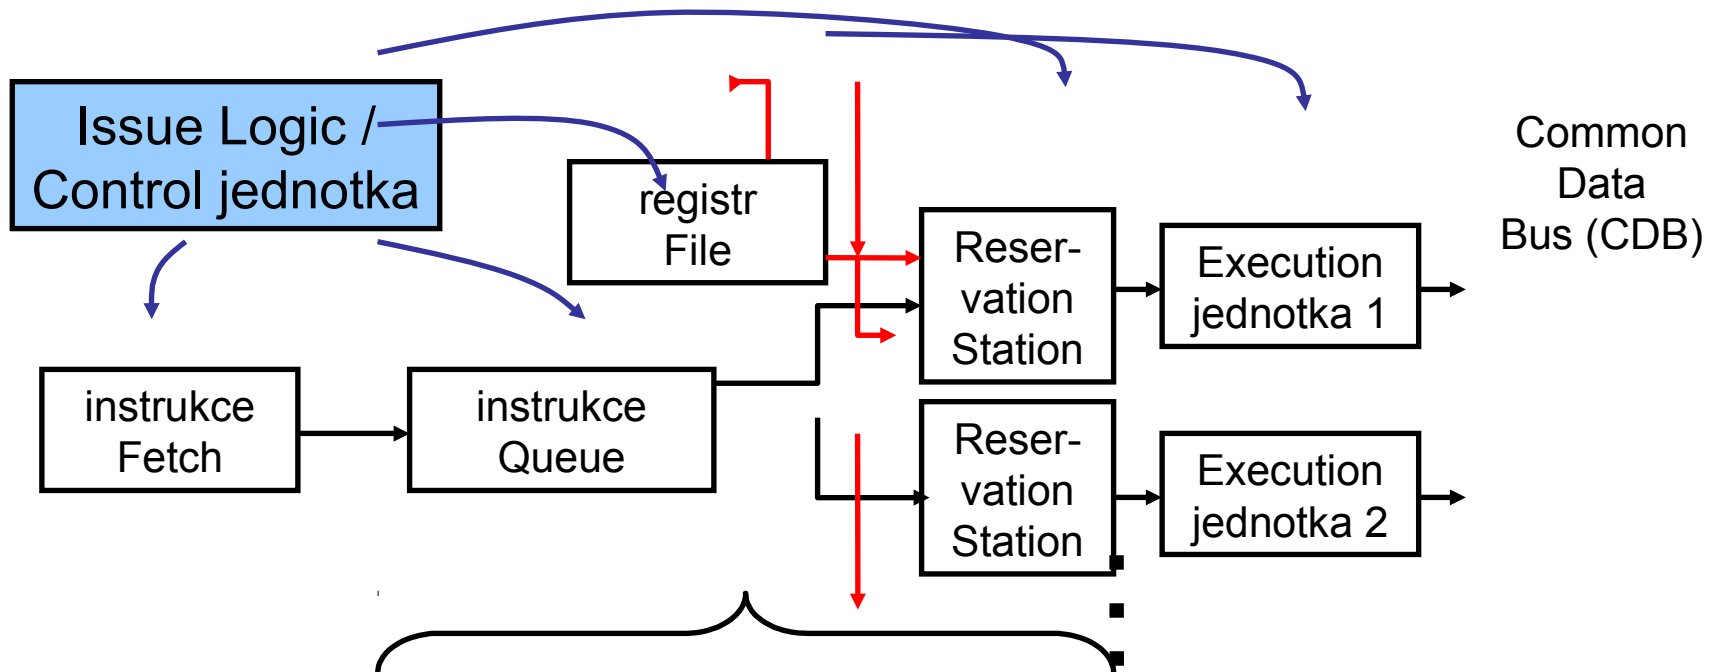 Issue Logic /
Control jednotka
registr
File
Common
Data
Bus (CDB)
Reser-
vation
Station
Execution
jednotka 1
instrukce
Fetch
instrukce
Queue
Reser-
vation
Station
Execution
jednotka 2